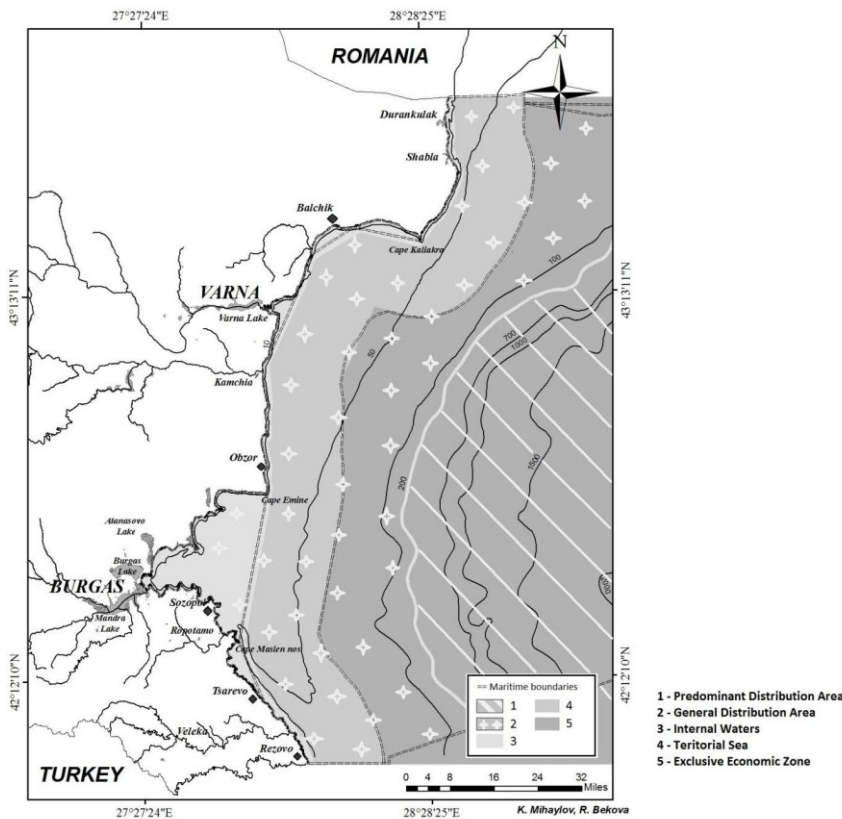 27°27'24"E
28°28'25"E
ROMANIA
N
Durankulak
Shabla
Balchik
Cape Kaliakra
43°13'11"N
43°13'11"N
100
VARNA
Varna Lake
10
50
700
1000
Kamchia
1500
Obzor
200
Cape Emine
Atanasovo
Lake
Burgas
Lake
BURGAS
Sozopol
Mandra
Lake
Ropotamo
Cape Maslen nos
42°12'10"N
42°12'10"N
Tsarevo
Veleka
Rezovo
TURKEY
Maritime boundaries
1
4
2
5
3
0 4 8 16 24 32
Miles
1 - Predominant Distribution Area
2 - General Distribution Area
3 - Internal Waters
4 - Teritorial Sea
5 - Exclusive Economic Zone
27°27'24"E
28°28'25"E
K. Mihaylov, R. Bekova